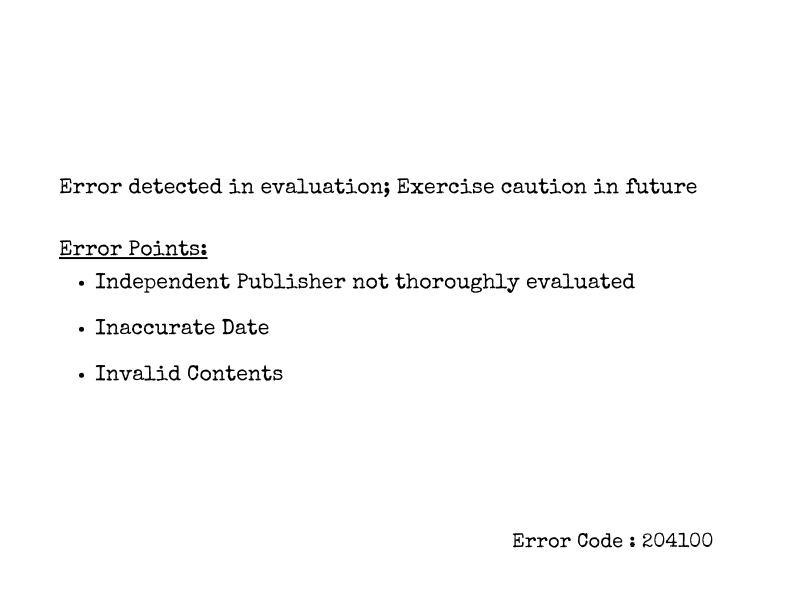 Error detected in evaluation; Exercise caution in future
Error Points:
• Independent Publisher not thoroughly evaluated
• Inaccurate Date
• Invalid Contents
Error Code : 204100